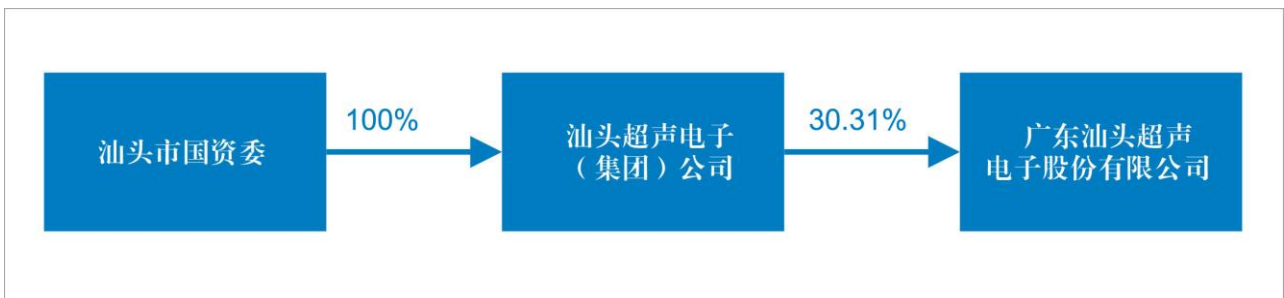 汕头市国资委
100%
汕头超声电子
（集团）公司
30.31%
广东汕头超声
电子股份有限公司